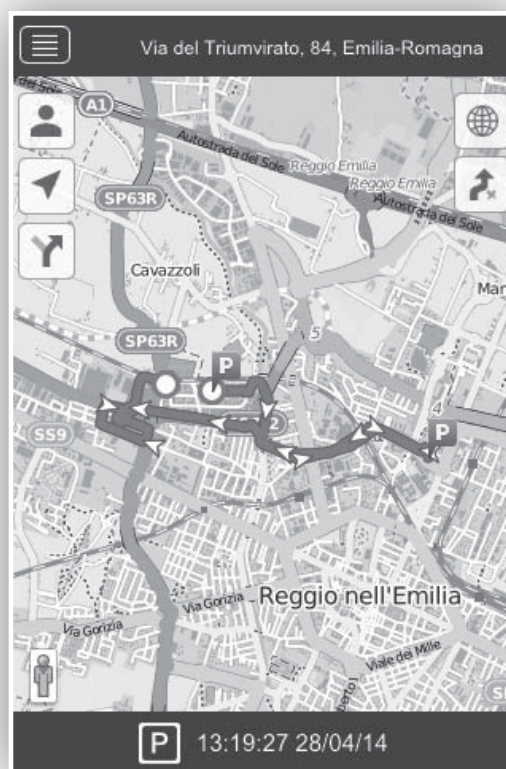 Via del Triumvirato, 84, Emilia-Romagna
A1
Autostrada del Sole
Reggio Emilia
Reggio Emilia
Autostrada del Sole
SP63R
Cavazzoli
Mar
SP63R
5
P
4
P
SS9
Reggio nell'Emilia
Via Gorizia
Via Gorizia
Viale dei Mille
P 13:19:27 28/04/14